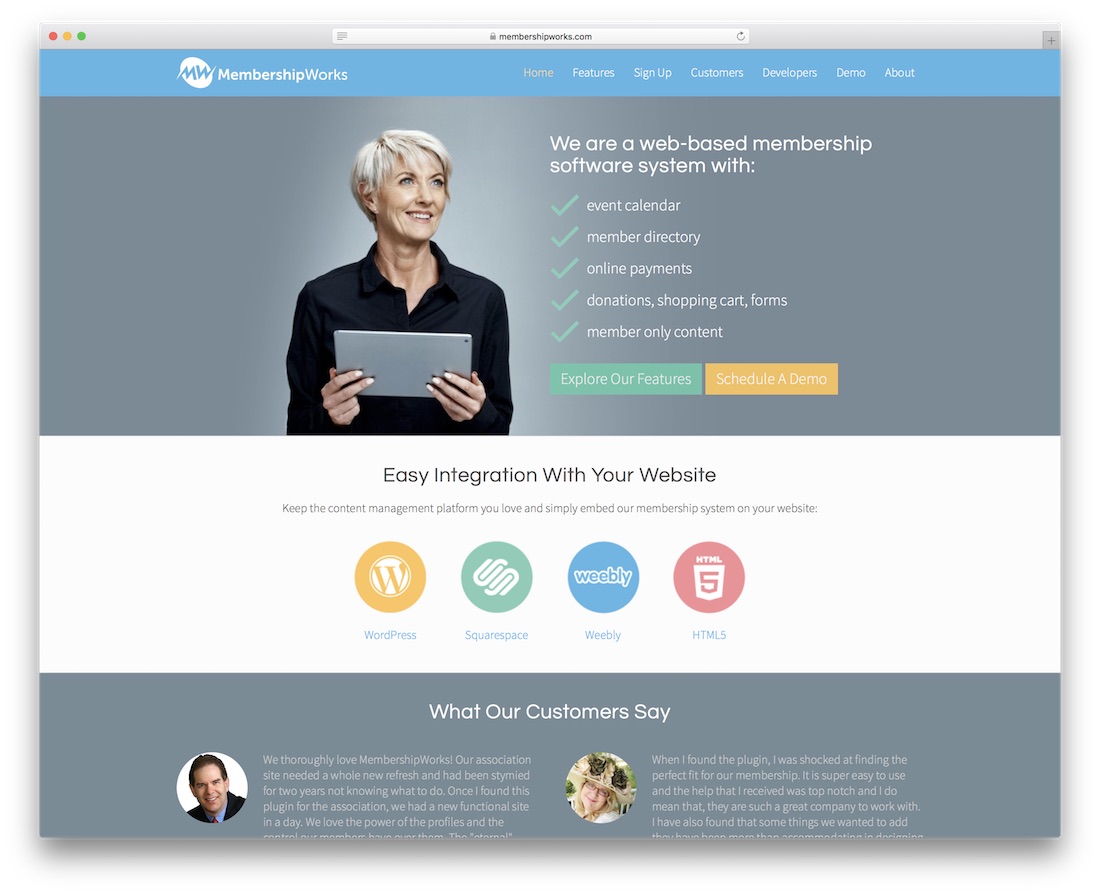 membershipworks.com
MW MembershipWorks
Home Features Sign Up Customers Developers Demo About
We are a web-based membership
software system with:
event calendar
member directory
online payments
donations, shopping cart, forms
member only content
Explore Our Features Schedule A Demo
Easy Integration With Your Website
Keep the content management platform you love and simply embed our membership system on your website:
W
weebly
HTML
5
WordPress Squarespace Weebly HTML5
What Our Customers Say
We thoroughly love MembershipWorks! Our association
site needed a whole new refresh and had been stymied
for two years not knowing what to do. Once I found this
plugin for the association, we had a new functional site
in a day. We love the power of the profiles and the
control our members have over them. The "eternal"
When I found the plugin, I was shocked at finding the
perfect fit for our membership. It is super easy to use
and the help that I received was top notch and I do
mean that, they are such a great company to work with.
I have also found that some things we wanted to add
they have been more than accommodating in designing